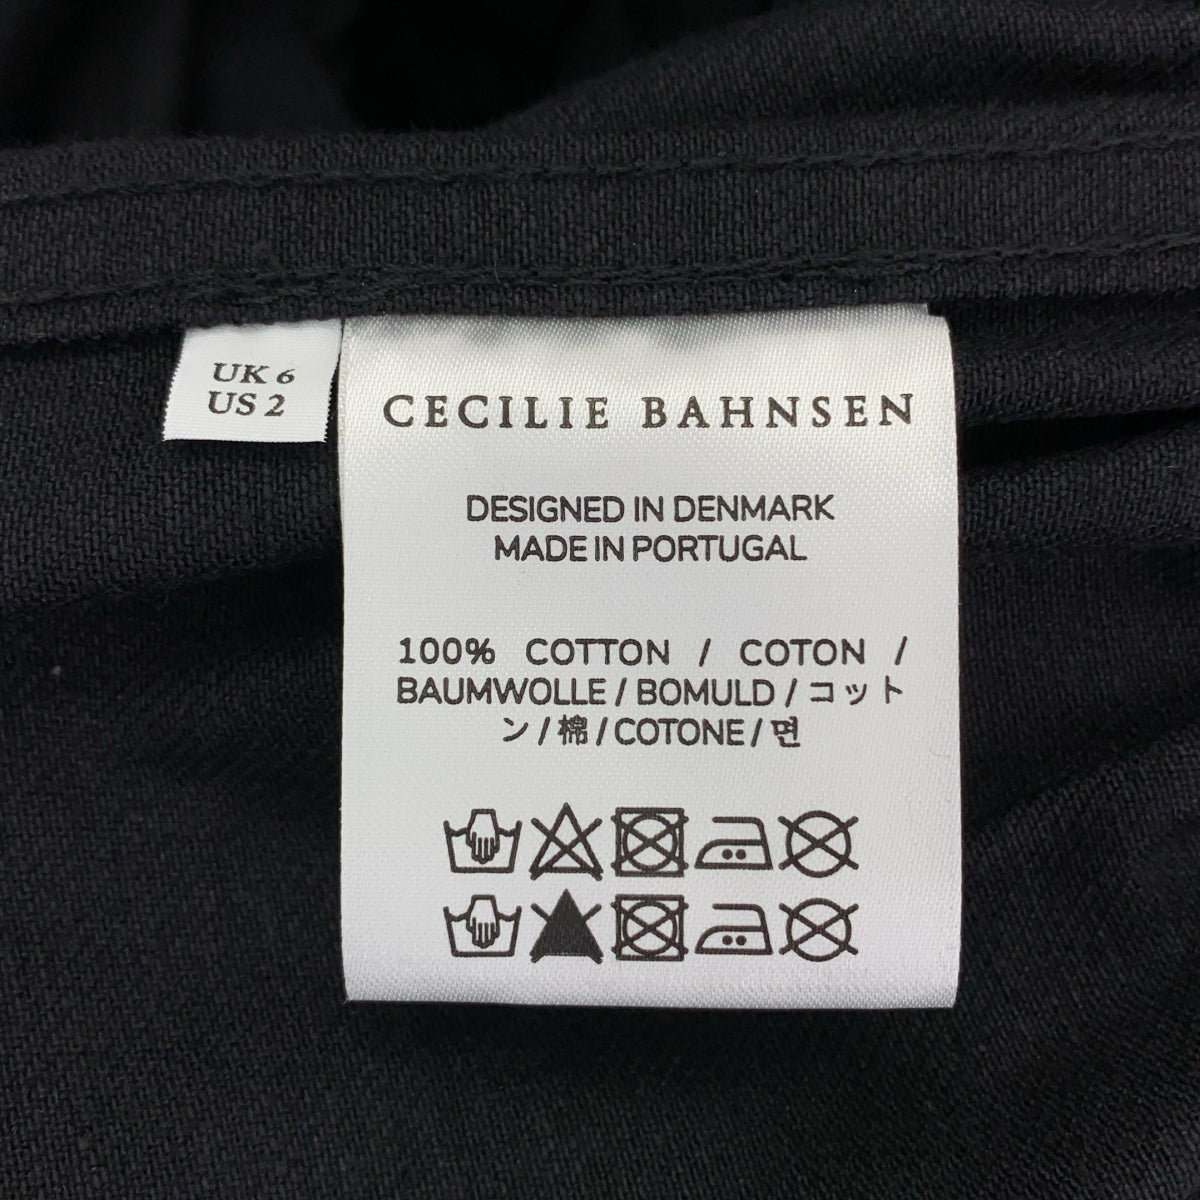 UK 6
US 2
CECILIE BAHNSEN
DESIGNED IN DENMARK
MADE IN PORTUGAL
100% COTTON / COTON /
BAUMWOLLE / BOMULD / コット
ン / 棉 / COTONE / 면